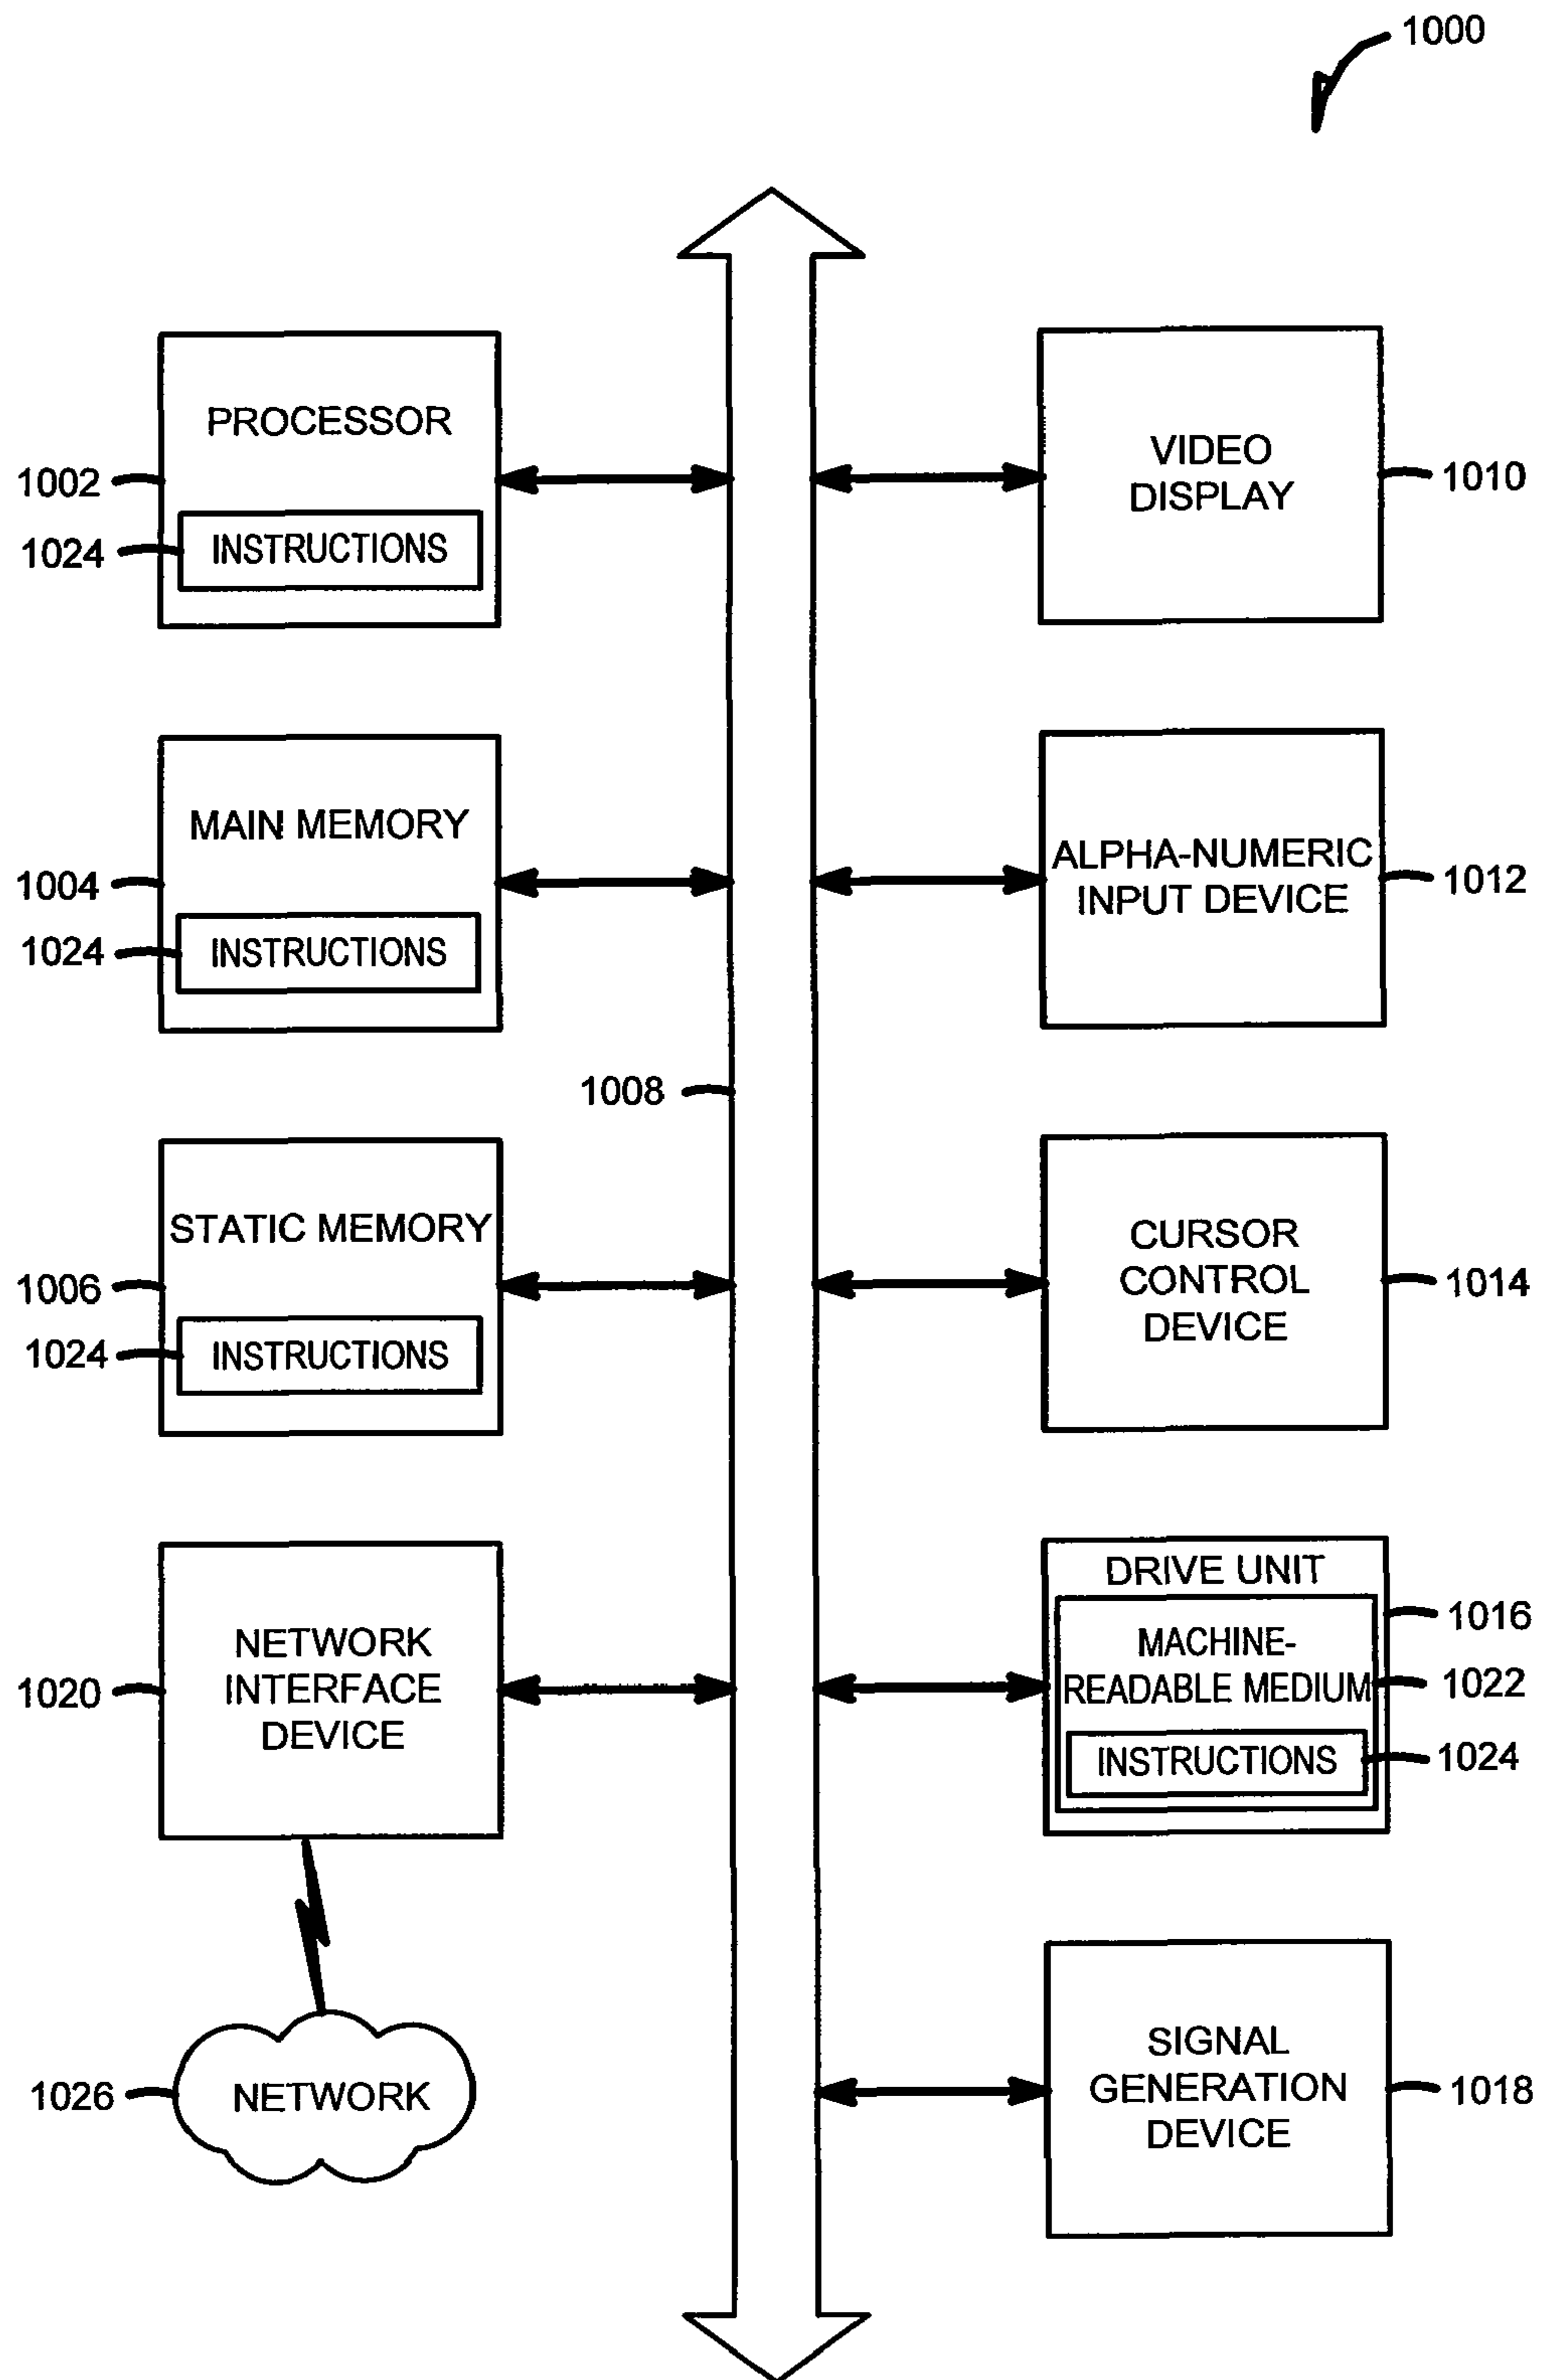 1000
PROCESSOR
1002
1024
INSTRUCTIONS
VIDEO
DISPLAY
1010
MAIN MEMORY
1004
1024
INSTRUCTIONS
ALPHA-NUMERIC
INPUT DEVICE
1012
1008
STATIC MEMORY
1006
1024
INSTRUCTIONS
CURSOR
CONTROL
DEVICE
1014
NETWORK
INTERFACE
DEVICE
1020
DRIVE UNIT
1016
MACHINE-
READABLE MEDIUM
1022
INSTRUCTIONS
1024
1026
NETWORK
SIGNAL
GENERATION
DEVICE
1018